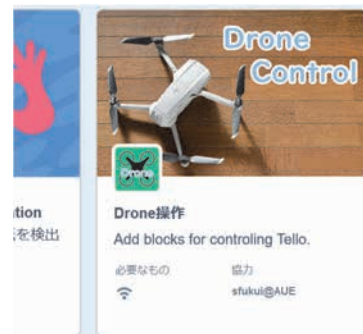 Drone
Control
Drone
ation
を検出
Drone操作
Add blocks for controling Tello.
必要なもの
協力
sfukui@AUE